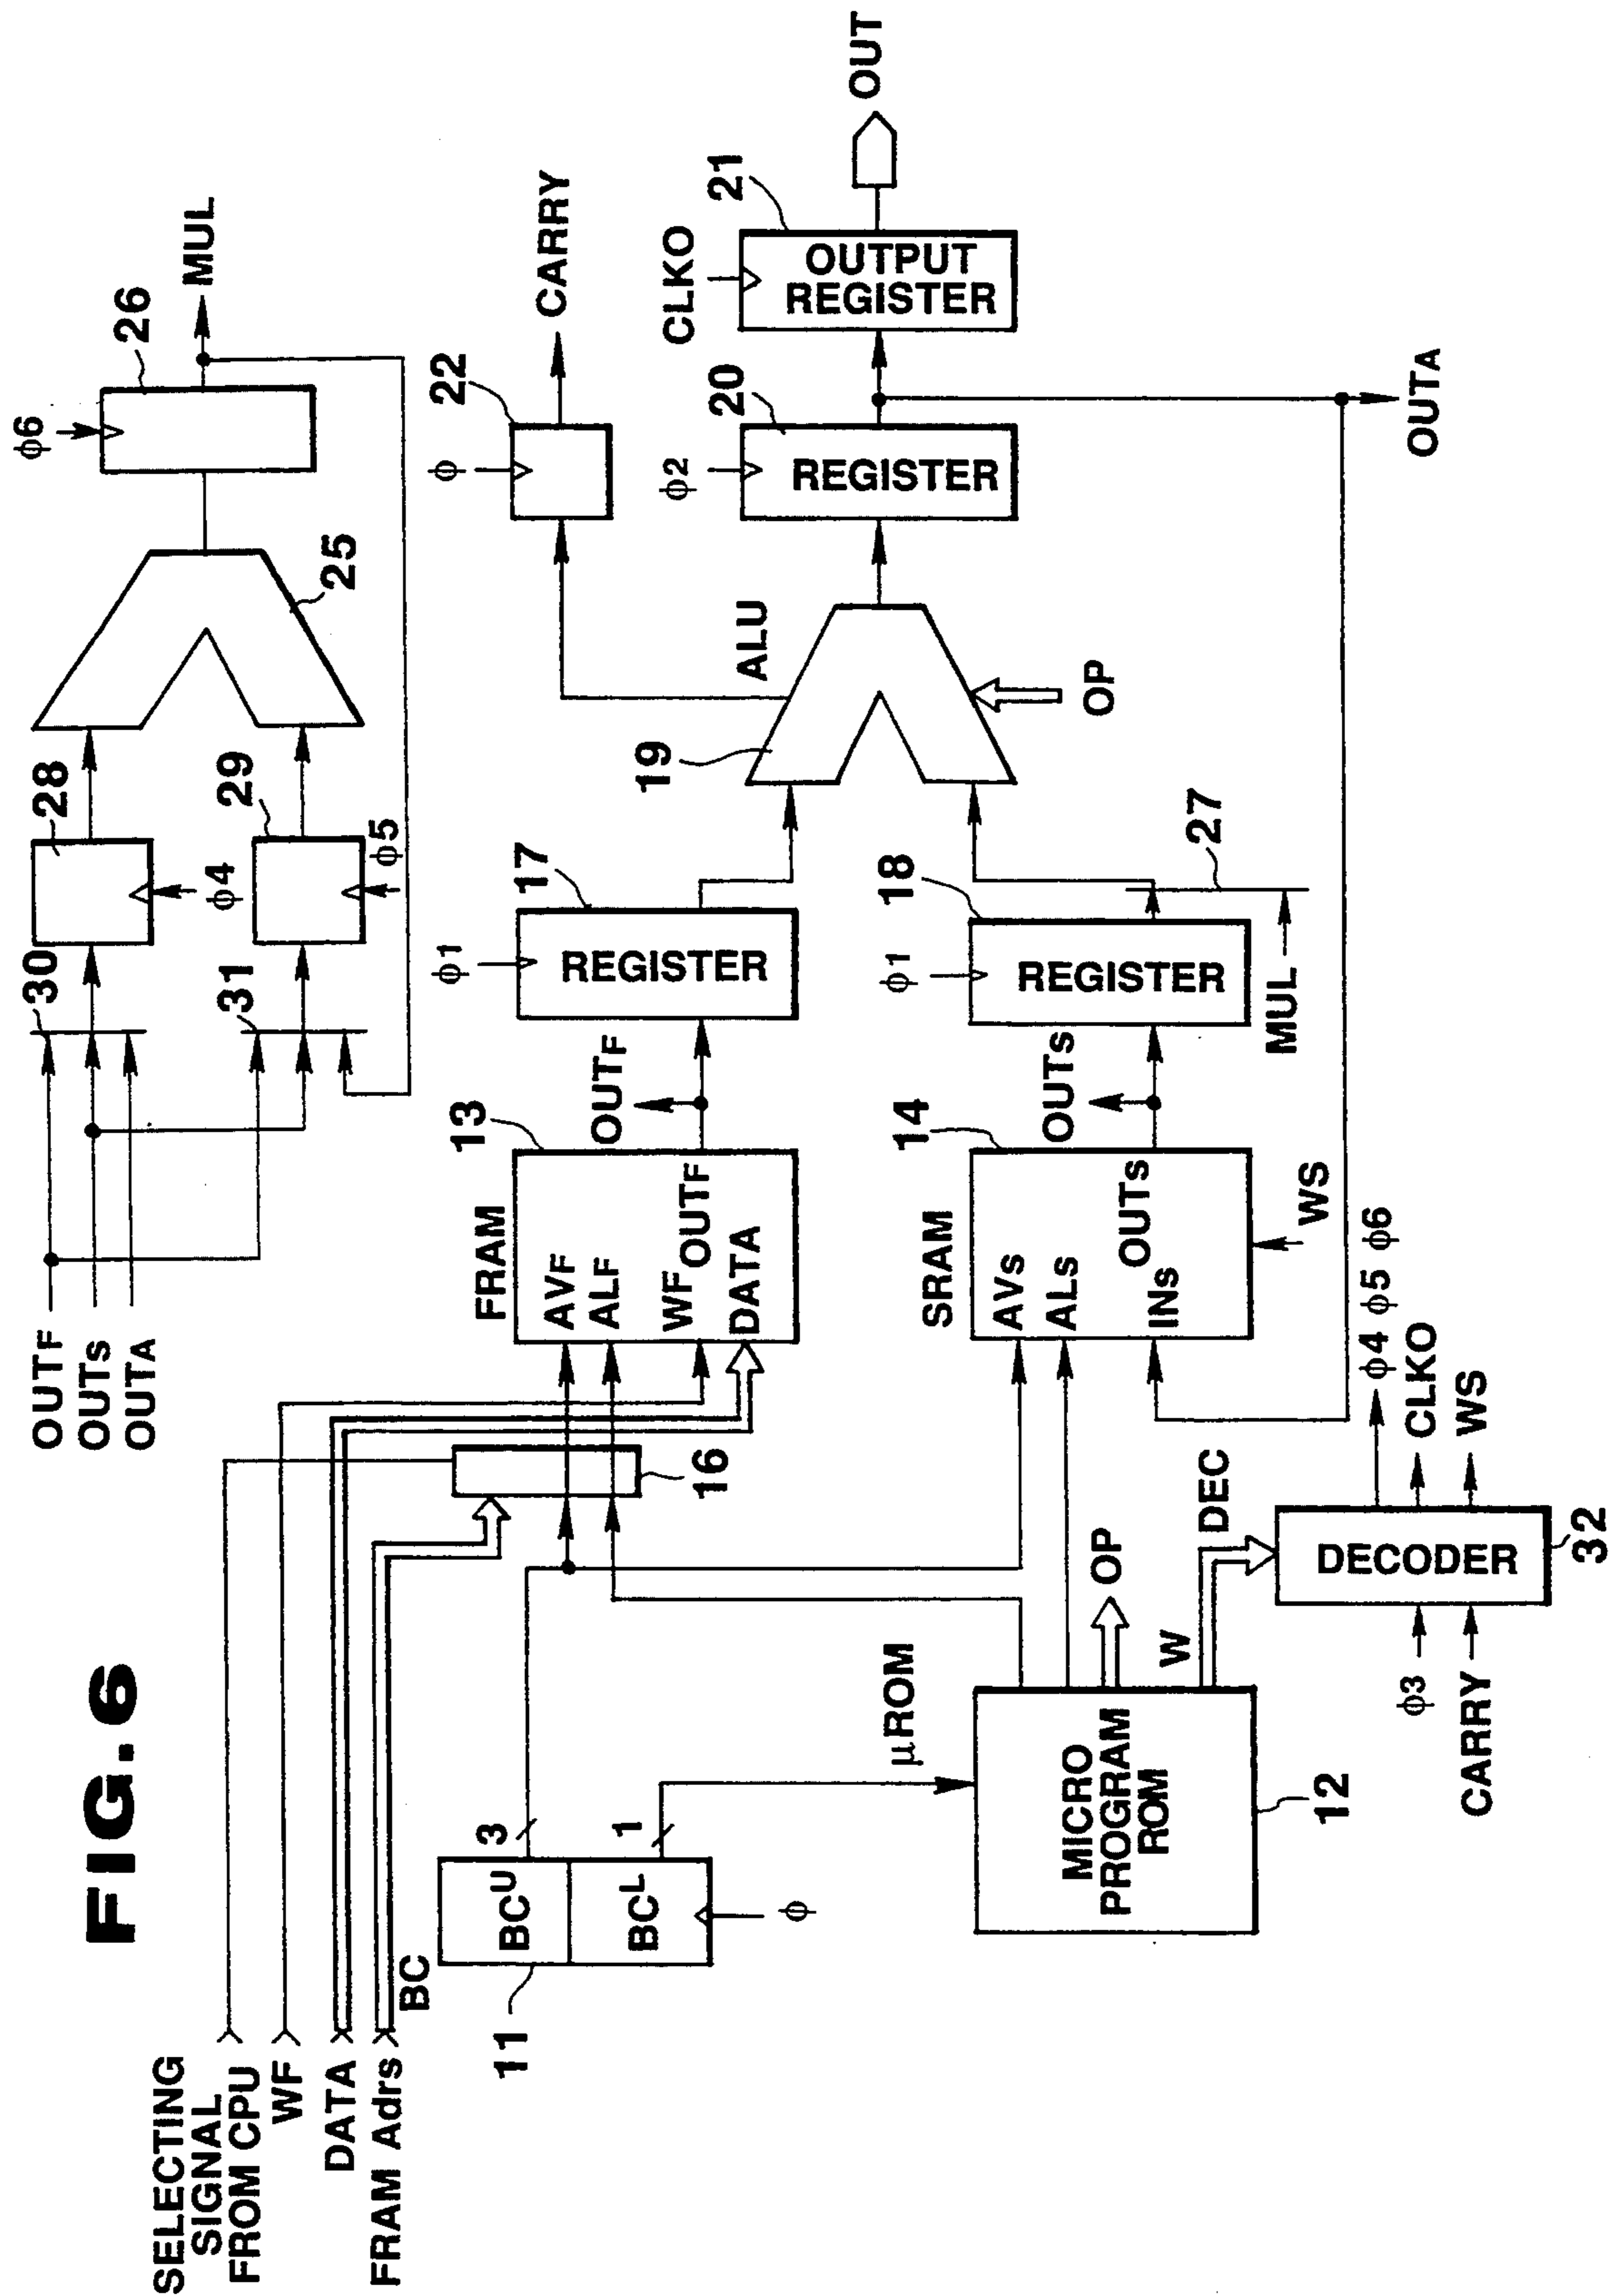 FIG. 6
SELECTING
SIGNAL
FROM CPU
WF
DATA
FRAM Adrs
BC
11
BCU
BCL
3
1
ϕ
μROM
MICRO
PROGRAM
ROM
12
OP
W
DEC
ϕ3
CARRY
DECODER
32
ϕ4 ϕ5 ϕ6
CLKO
WS
16
FRAM
13
AVF
ALF
WF
OUTF
DATA
OUTF
SRAM
14
AVs
ALs
OUTs
INs
WS
OUTs
ϕ1
17
REGISTER
ϕ1
18
REGISTER
MUL
27
19
ALU
OP
ϕ
22
CARRY
ϕ2
20
REGISTER
CLKO
21
OUTPUT
REGISTER
OUT
OUTA
OUTF
OUTs
OUTA
30
31
28
29
ϕ4
ϕ5
25
ϕ6
26
MUL